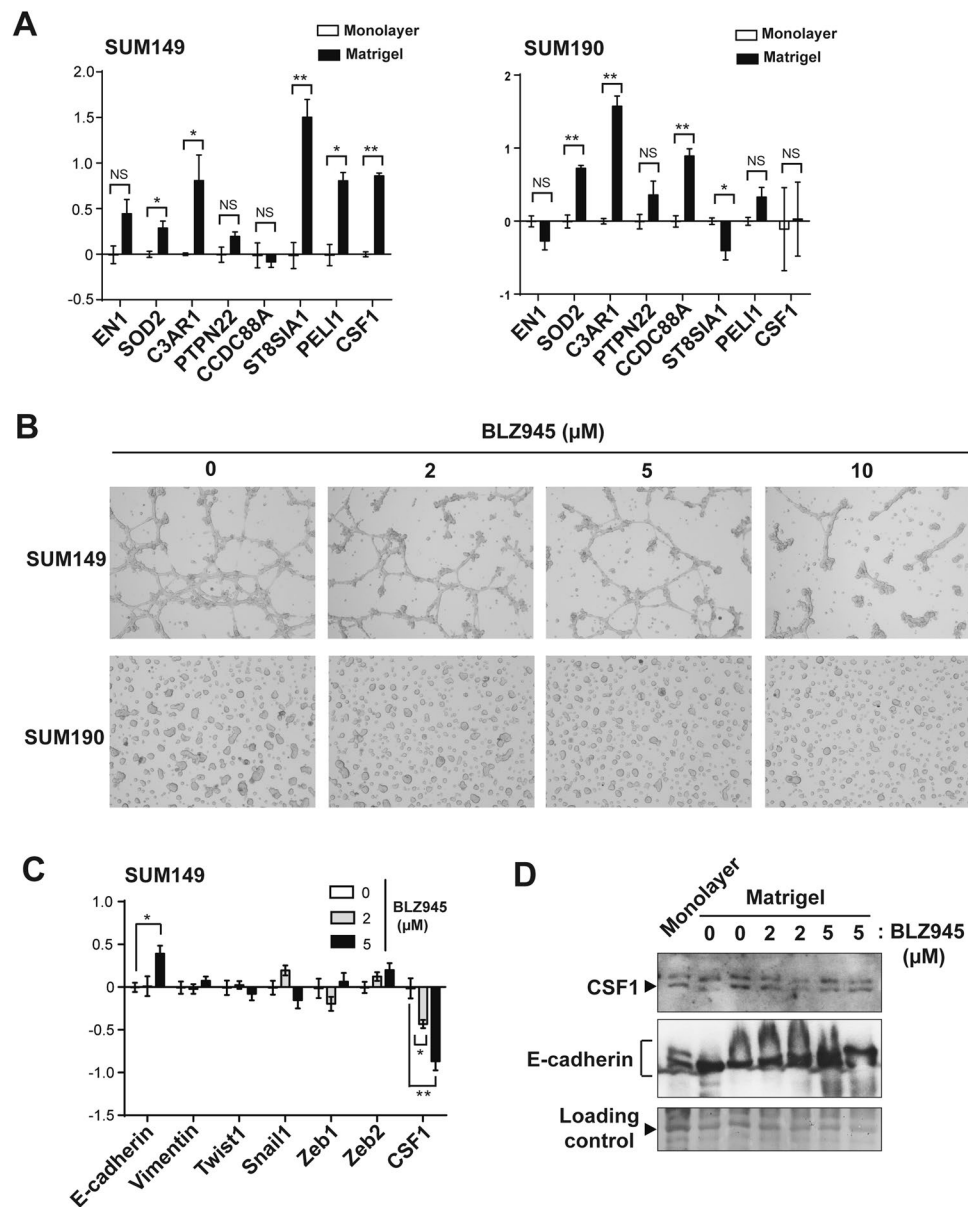 A
SUM149
Monolayer
Matrigel
2.0
1.5
1.0
0.5
0
-0.5
NS
*
*
NS
NS
**
*
**
EN1
SOD2
C3AR1
PTPN22
CCDC88A
ST8SIA1
PELI1
CSF1
SUM190
Monolayer
Matrigel
2
1
0
-1
NS
**
**
NS
**
*
NS
NS
EN1
SOD2
C3AR1
PTPN22
CCDC88A
ST8SIA1
PELI1
CSF1
B
BLZ945 (µM)
0 2 5 10
SUM149
SUM190
C
SUM149
0
2
5
BLZ945
(µM)
1.0
0.5
0
-0.5
-1.0
-1.5
*
*
**
E-cadherin
Vimentin
Twist1
Snail1
Zeb1
Zeb2
CSF1
D
Monolayer
Matrigel
0 0 2 2 5 5 : BLZ945
(µM)
CSF1
E-cadherin
Loading
control